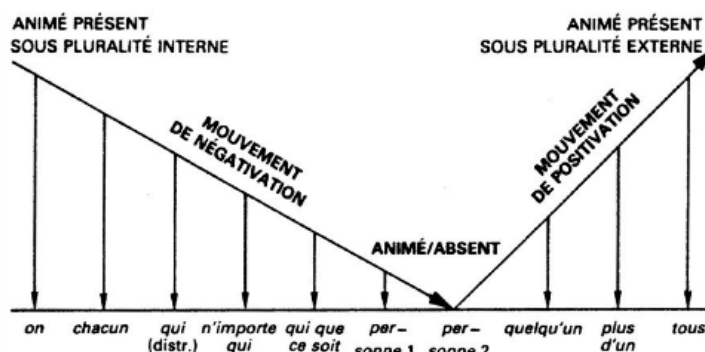 ANIMÉ PRÉSENT
SOUS PLURALITÉ INTERNE
ANIMÉ PRÉSENT
SOUS PLURALITÉ EXTERNE
MOUVEMENT
DE NÉGATIVATION
MOUVEMENT
DE POSITIVATION
ANIMÉ/ABSENT
on chacun qui n'importe qui que per- per- quelqu'un plus tous
(distr.) qui ce soit sonne 1 sonne 2 d'un